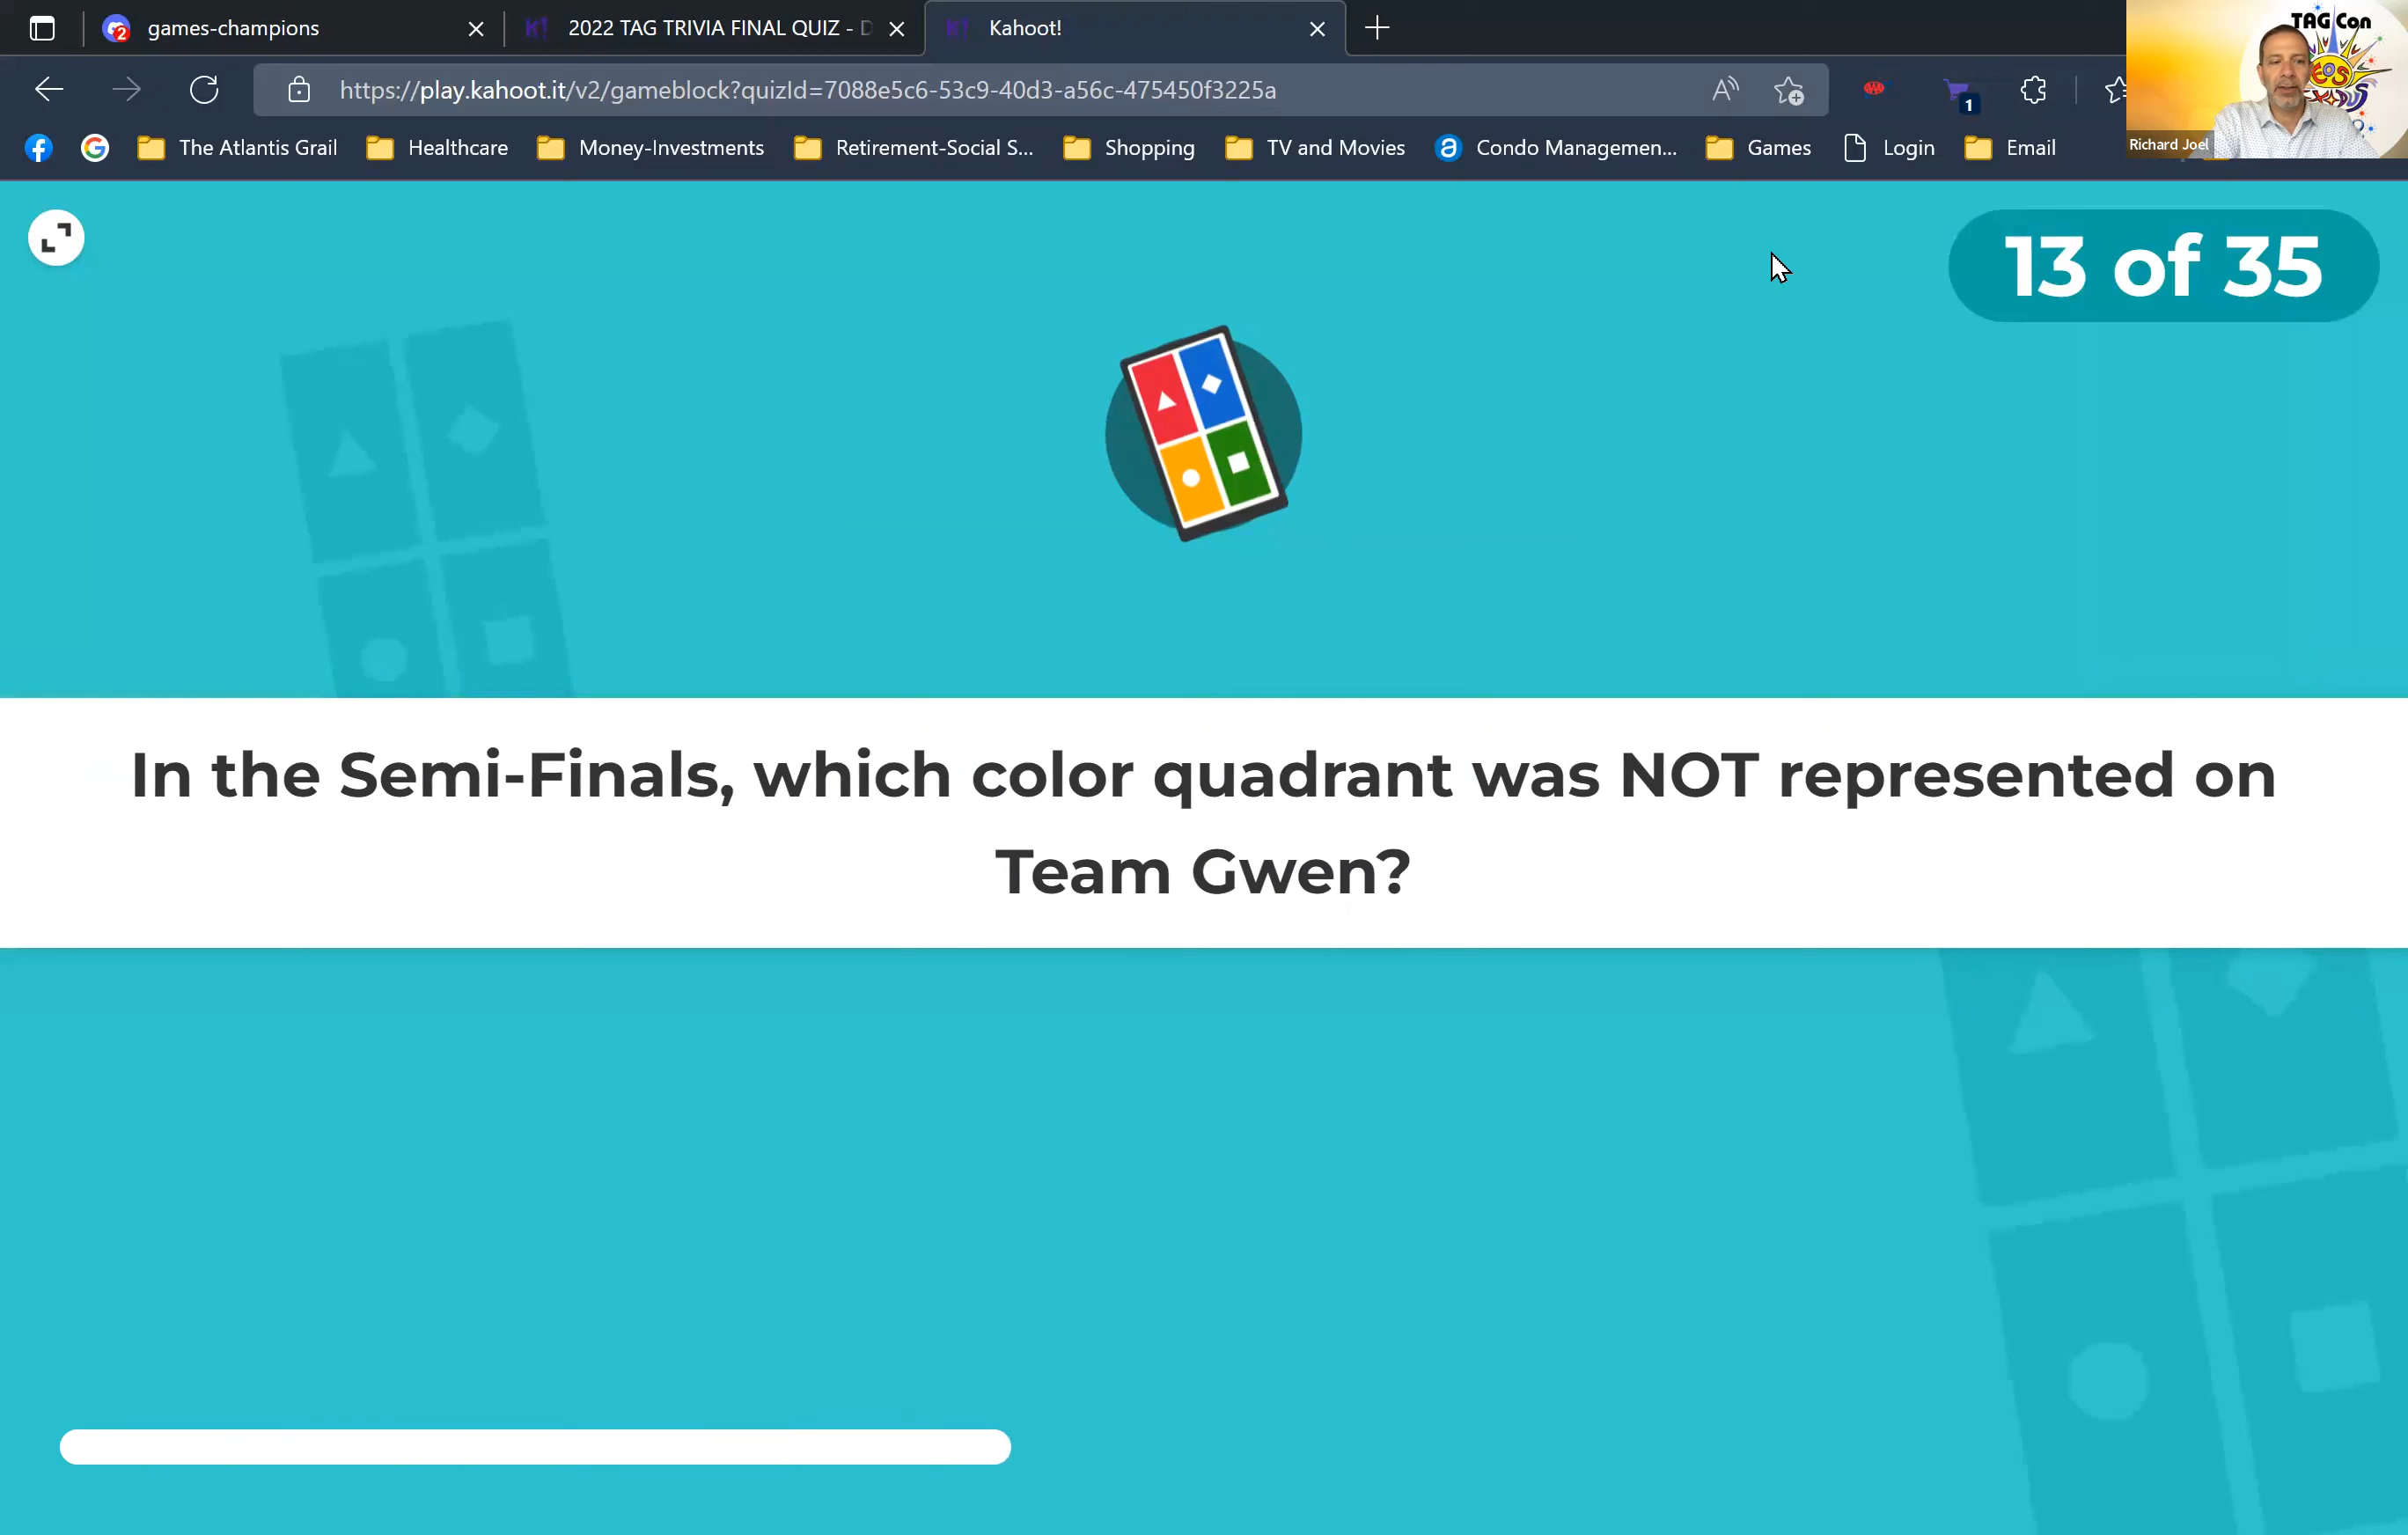 games-champions
2022 TAG TRIVIA FINAL QUIZ - D
Kahoot!
https://play.kahoot.it/v2/gameblock?quizId=7088e5c6-53c9-40d3-a56c-475450f3225a
1
The Atlantis Grail
Healthcare
Money-Investments
Retirement-Social S...
Shopping
TV and Movies
Condo Managemen...
Games
Login
Email
TAG Con
Richard Joel
13 of 35
In the Semi-Finals, which color quadrant was NOT represented on
Team Gwen?